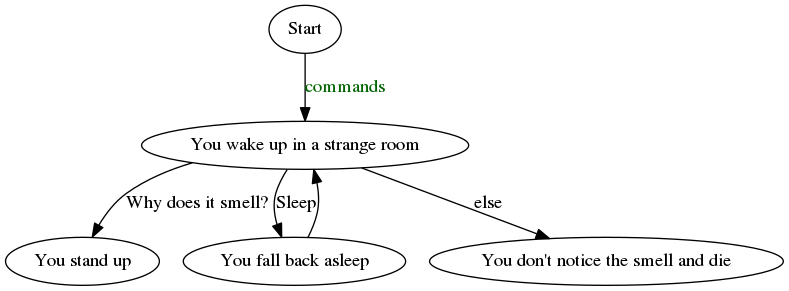 Start
commands
You wake up in a strange room
Why does it smell?
Sleep
else
You stand up
You fall back asleep
You don't notice the smell and die